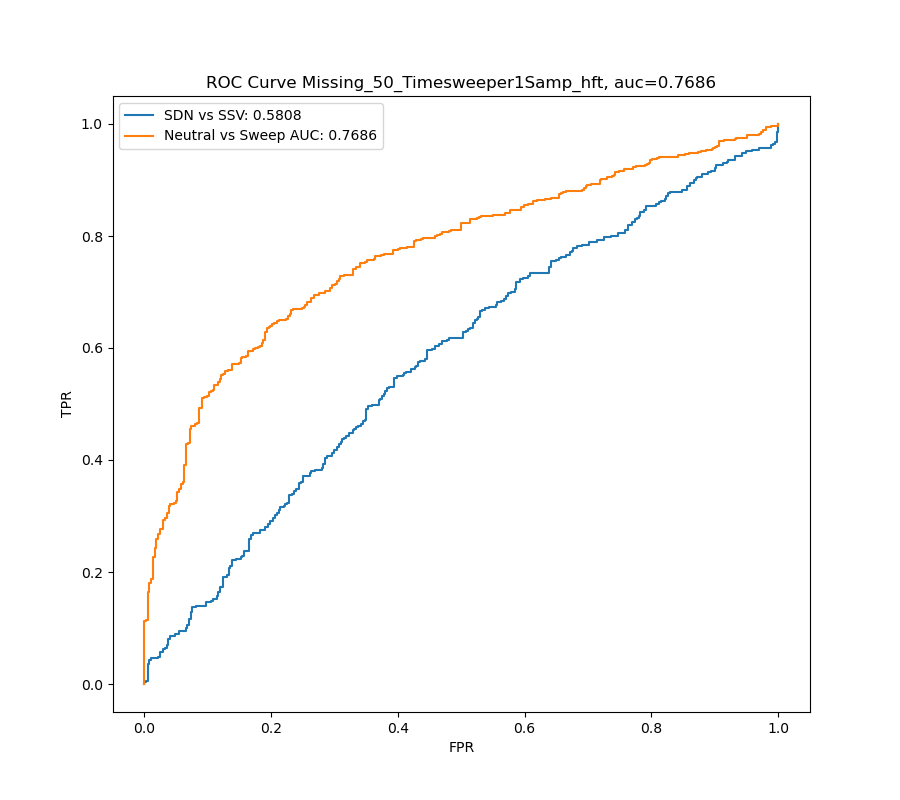 ROC Curve Missing_50_Timesweeper1Samp_hft, auc=0.7686
SDN vs SSV: 0.5808
Neutral vs Sweep AUC: 0.7686
1.0
0.8
0.6
0.4
0.2
0.0
TPR
0.0 0.2 0.4 0.6 0.8 1.0
FPR